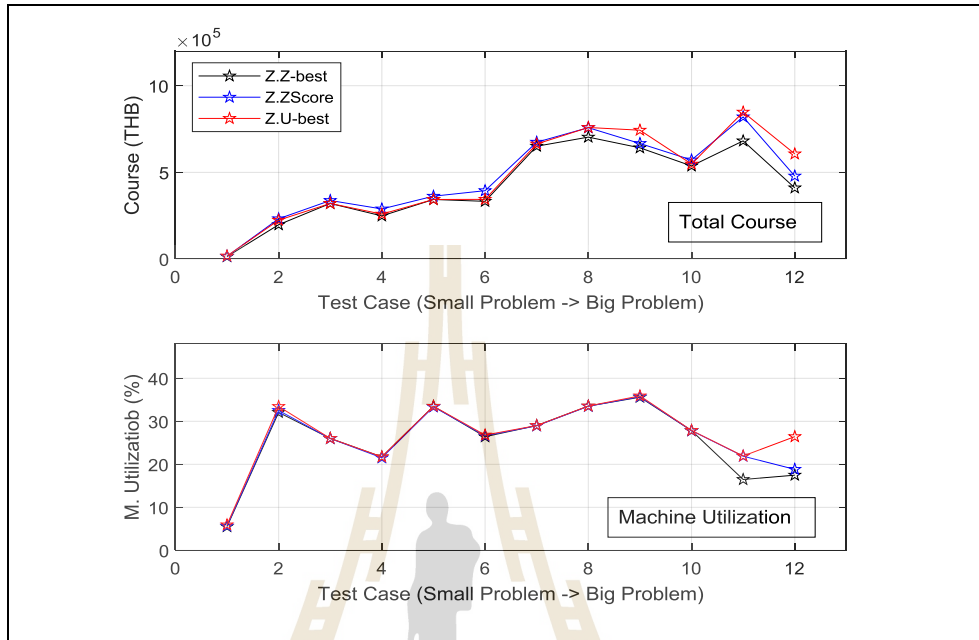 × 10^5
10
5
0
Course (THB)
Z.Z-best
Z.ZScore
Z.U-best
Total Course
0 2 4 6 8 10 12
Test Case (Small Problem -> Big Problem)
40
30
20
10
0
M. Utilizatiob (%)
Machine Utilization
0 2 4 6 8 10 12
Test Case (Small Problem -> Big Problem)